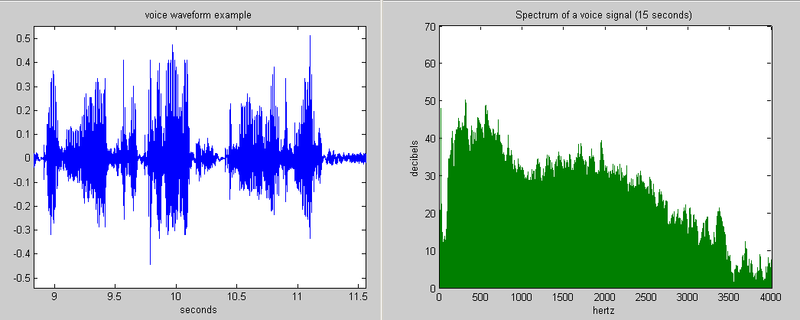 voice waveform example
0.5
0.4
0.3
0.2
0.1
0
-0.1
-0.2
-0.3
-0.4
-0.5
9 9.5 10 10.5 11 11.5
seconds
Spectrum of a voice signal (15 seconds)
70
60
50
40
30
20
10
0
decibels
0 500 1000 1500 2000 2500 3000 3500 4000
hertz